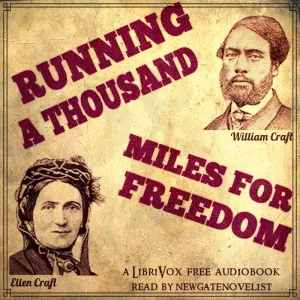 RUNNING
A THOUSAND
William Craft
MILES FOR
FREEDOM
Ellen Craft
A LIBRIVOX FREE AUDIOBOOK
READ BY NEWGATENOVELIST